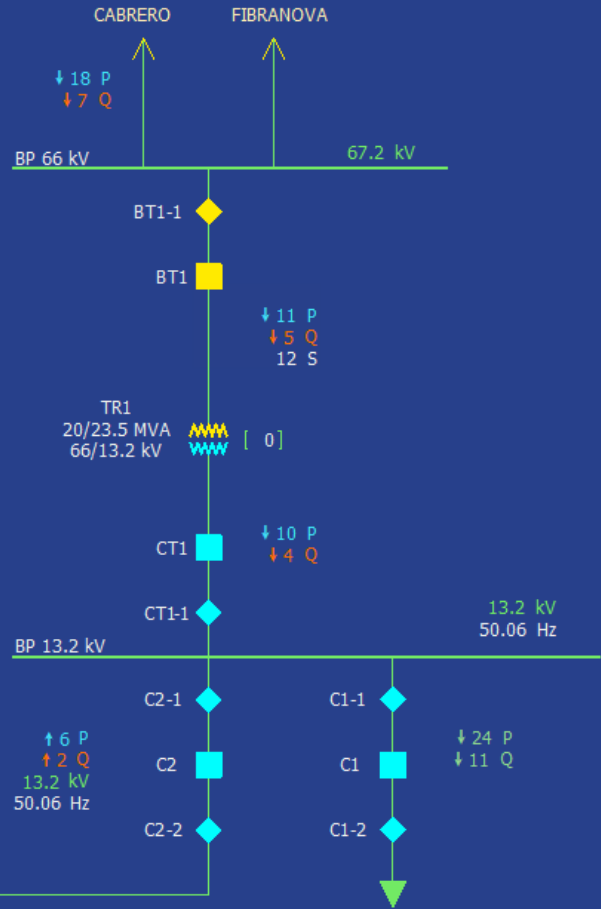 CABRERO
FIBRANOVA
↓ 18 P
↓ 7 Q
BP 66 kV
67.2 kV
BT1-1
BT1
↓ 11 P
↓ 5 Q
12 S
TR1
20/23.5 MVA
66/13.2 kV
[ 0]
CT1
↓ 10 P
↓ 4 Q
CT1-1
13.2 kV
50.06 Hz
BP 13.2 kV
C2-1
C1-1
↑ 6 P
↑ 2 Q
13.2 kV
50.06 Hz
C2
C1
↓ 24 P
↓ 11 Q
C2-2
C1-2